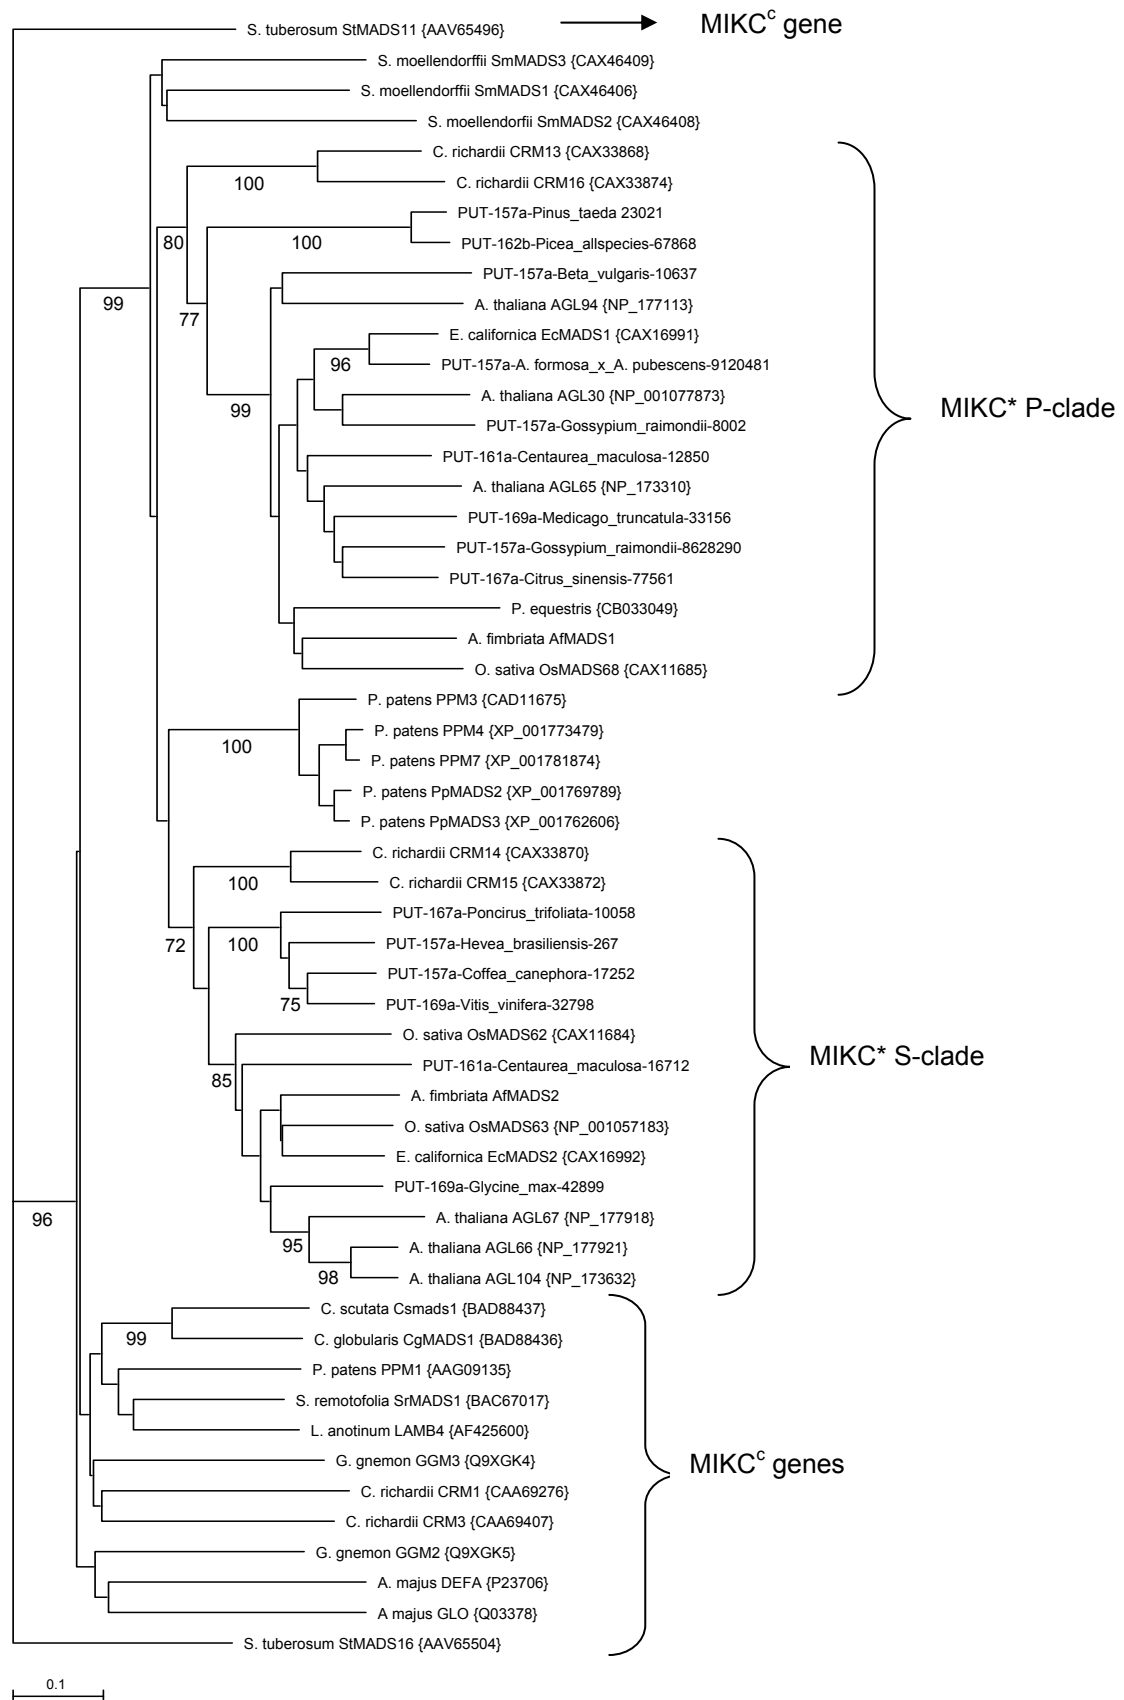 S. tuberosum StMADS11 {AAV65496}
MIKCᶜ gene
S. moellendorffii SmMADS3 {CAX46409}
S. moellendorffii SmMADS1 {CAX46406}
S. moellendorfii SmMADS2 {CAX46408}
C. richardii CRM13 {CAX33868}
100
C. richardii CRM16 {CAX33874}
PUT-157a-Pinus_taeda 23021
80
100
PUT-162b-Picea_allspecies-67868
PUT-157a-Beta_vulgaris-10637
99
A. thaliana AGL94 {NP_177113}
77
E. californica EcMADS1 {CAX16991}
96
PUT-157a-A. formosa_x_A. pubescens-9120481
A. thaliana AGL30 {NP_001077873}
99
MIKC* P-clade
PUT-157a-Gossypium_raimondii-8002
PUT-161a-Centaurea_maculosa-12850
A. thaliana AGL65 {NP_173310}
PUT-169a-Medicago_truncatula-33156
PUT-157a-Gossypium_raimondii-8628290
PUT-167a-Citrus_sinensis-77561
P. equestris {CB033049}
A. fimbriata AfMADS1
O. sativa OsMADS68 {CAX11685}
P. patens PPM3 {CAD11675}
P. patens PPM4 {XP_001773479}
100
P. patens PPM7 {XP_001781874}
P. patens PpMADS2 {XP_001769789}
P. patens PpMADS3 {XP_001762606}
C. richardii CRM14 {CAX33870}
100
C. richardii CRM15 {CAX33872}
PUT-167a-Poncirus_trifoliata-10058
72
100
PUT-157a-Hevea_brasiliensis-267
PUT-157a-Coffea_canephora-17252
75
PUT-169a-Vitis_vinifera-32798
O. sativa OsMADS62 {CAX11684}
MIKC* S-clade
PUT-161a-Centaurea_maculosa-16712
85
A. fimbriata AfMADS2
O. sativa OsMADS63 {NP_001057183}
E. californica EcMADS2 {CAX16992}
PUT-169a-Glycine_max-42899
96
A. thaliana AGL67 {NP_177918}
95
A. thaliana AGL66 {NP_177921}
98
A. thaliana AGL104 {NP_173632}
C. scutata Csmads1 {BAD88437}
99
C. globularis CgMADS1 {BAD88436}
P. patens PPM1 {AAG09135}
S. remotofolia SrMADS1 {BAC67017}
L. anotinum LAMB4 {AF425600}
G. gnemon GGM3 {Q9XGK4}
MIKCᶜ genes
C. richardii CRM1 {CAA69276}
C. richardii CRM3 {CAA69407}
G. gnemon GGM2 {Q9XGK5}
A. majus DEFA {P23706}
A majus GLO {Q03378}
S. tuberosum StMADS16 {AAV65504}
0.1